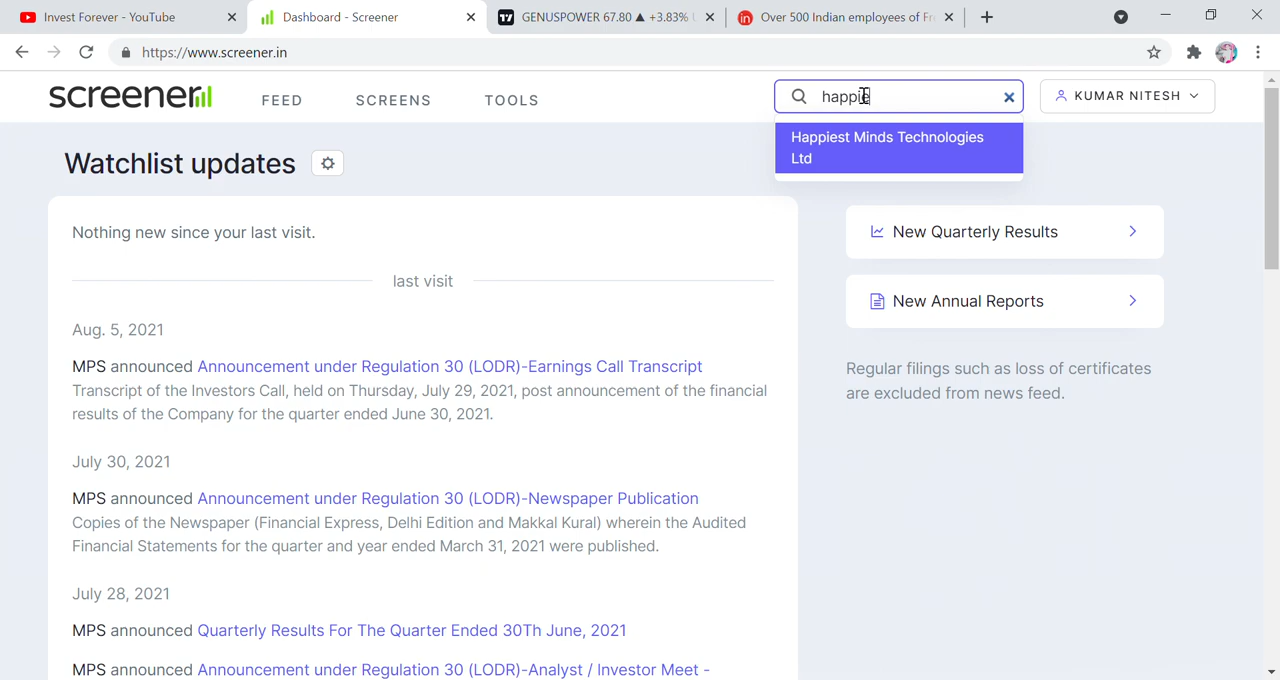 Invest Forever - YouTube
Dashboard - Screener
GENUSPOWER 67.80 ▲ +3.83%
Over 500 Indian employees of Fr
https://www.screener.in
screener
FEED
SCREENS
TOOLS
happie
KUMAR NITESH
Happiest Minds Technologies
Ltd
Watchlist updates
Nothing new since your last visit.
last visit
New Quarterly Results
New Annual Reports
Regular filings such as loss of certificates
are excluded from news feed.
Aug. 5, 2021
MPS announced Announcement under Regulation 30 (LODR)-Earnings Call Transcript
Transcript of the Investors Call, held on Thursday, July 29, 2021, post announcement of the financial
results of the Company for the quarter ended June 30, 2021.
July 30, 2021
MPS announced Announcement under Regulation 30 (LODR)-Newspaper Publication
Copies of the Newspaper (Financial Express, Delhi Edition and Makkal Kural) wherein the Audited
Financial Statements for the quarter and year ended March 31, 2021 were published.
July 28, 2021
MPS announced Quarterly Results For The Quarter Ended 30Th June, 2021
MPS announced Announcement under Regulation 30 (LODR)-Analyst / Investor Meet -